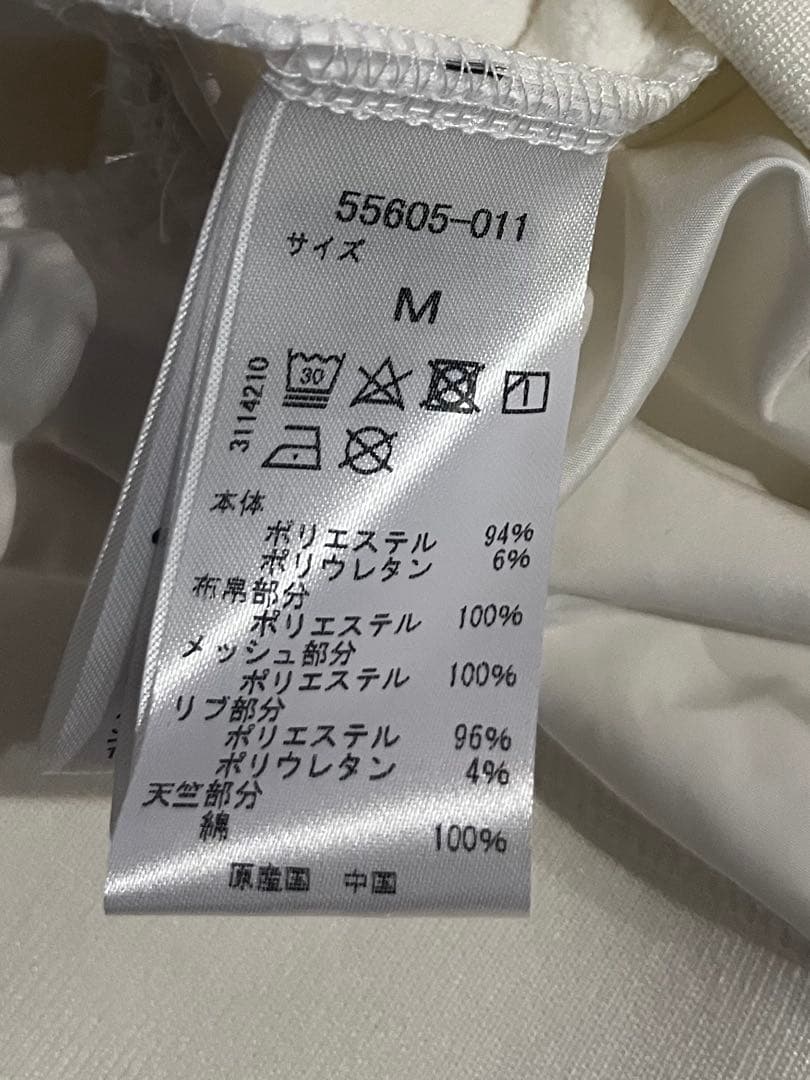 55605-011
サイズ
M
3114210
30
本体
ポリエステル 94%
ポリウレタン 6%
布帛部分
ポリエステル 100%
メッシュ部分
ポリエステル 100%
リブ部分
ポリエステル 96%
ポリウレタン 4%
天竺部分
綿 100%
原産国 中国